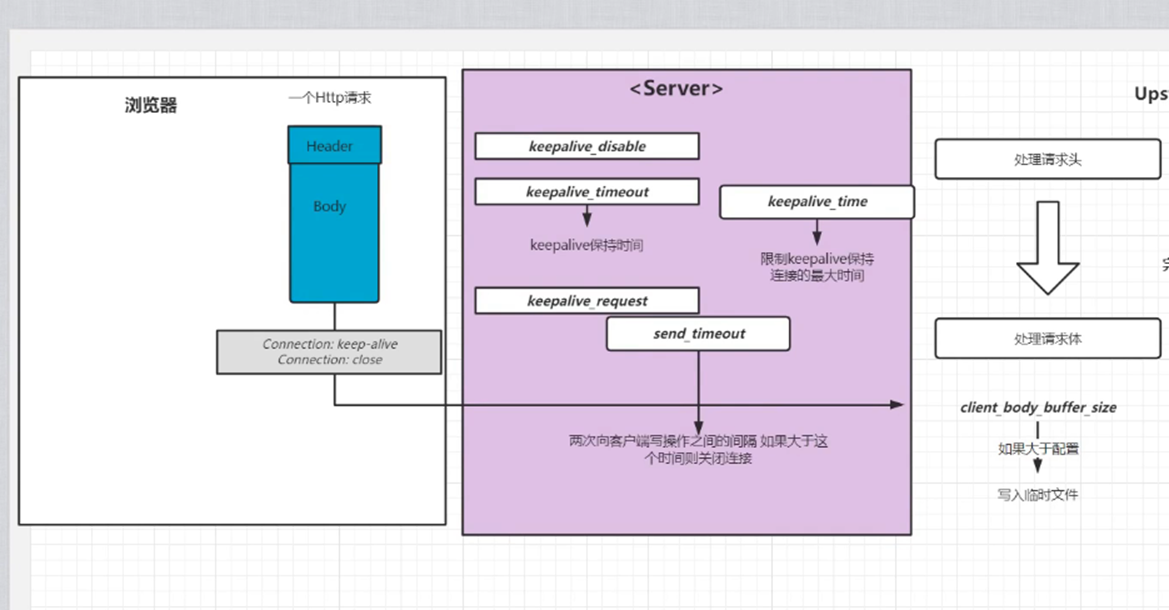 浏览器
一个Http请求
Header
Body
Connection: keep-alive
Connection: close
<Server>
keepalive_disable
keepalive_timeout
keepalive保持时间
keepalive_time
限制keepalive保持
连接的最大时间
keepalive_request
send_timeout
两次向客户端写操作之间的间隔 如果大于这
个时间则关闭连接
Ups
处理请求头
处理请求体
client_body_buffer_size
如果大于配置
写入临时文件